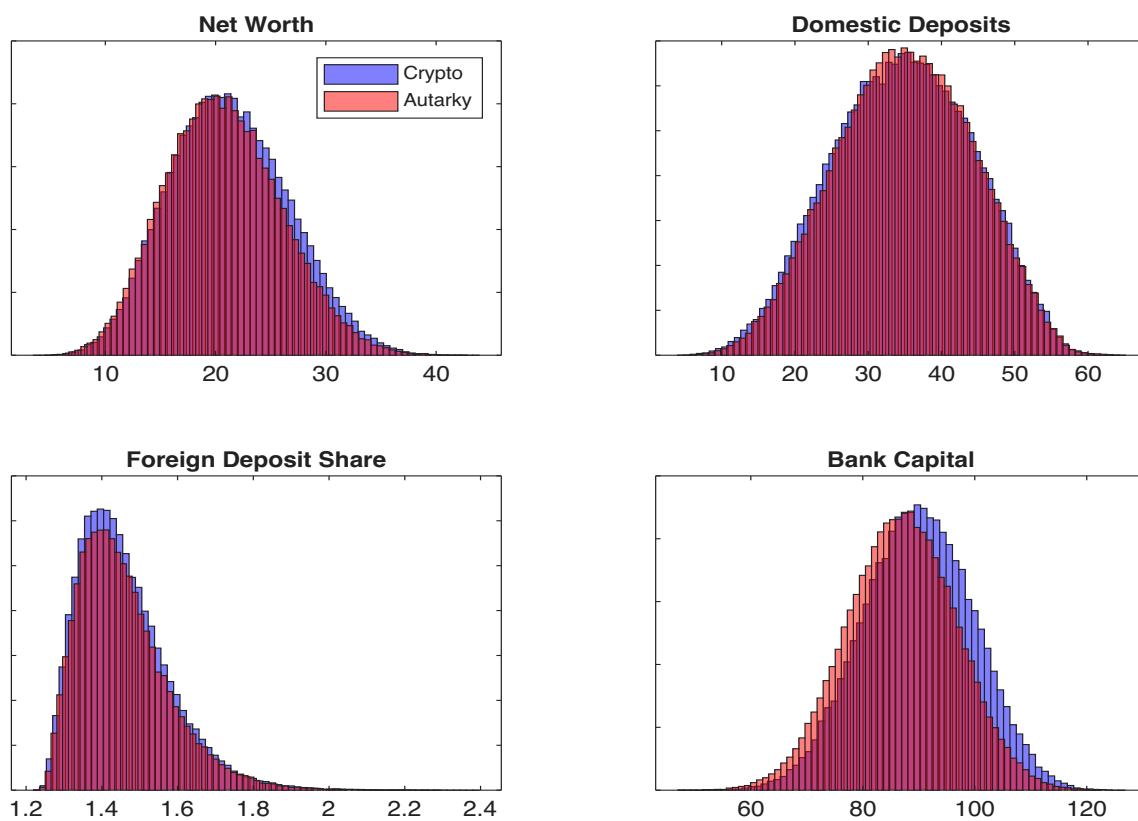 Net Worth
Crypto
Autarky
10 20 30 40
Domestic Deposits
10 20 30 40 50 60
Foreign Deposit Share
1.2 1.4 1.6 1.8 2 2.2 2.4
Bank Capital
60 80 100 120